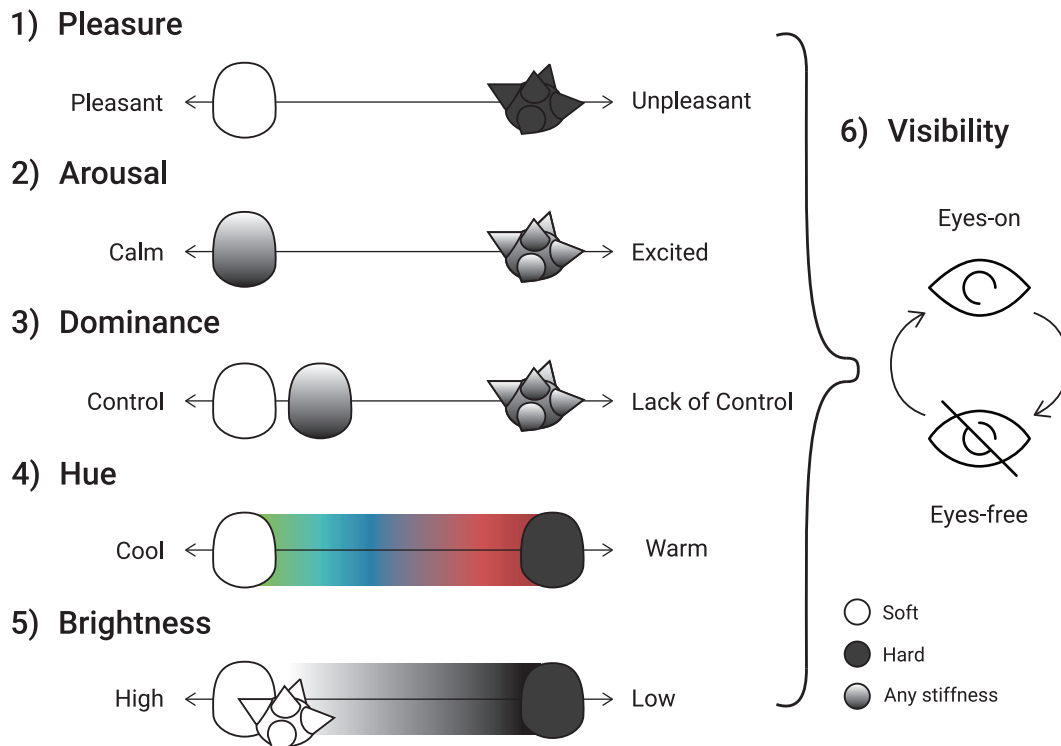 1) Pleasure
Pleasant
Unpleasant
2) Arousal
Calm
Excited
3) Dominance
Control
Lack of Control
4) Hue
Cool
Warm
5) Brightness
High
Low
6) Visibility
Eyes-on
Eyes-free
Soft
Hard
Any stiffness